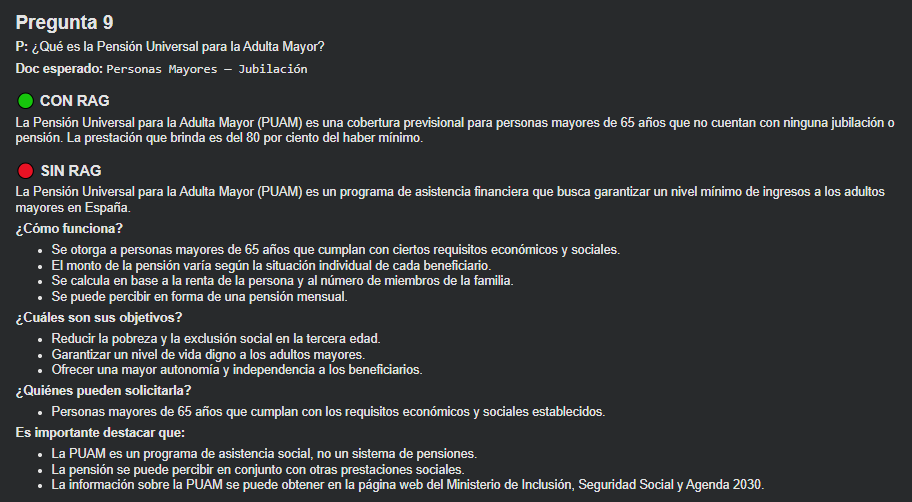 Pregunta 9
P: ¿Qué es la Pensión Universal para la Adulta Mayor?
Doc esperado: Personas Mayores — Jubilación
CON RAG
La Pensión Universal para la Adulta Mayor (PUAM) es una cobertura previsional para personas mayores de 65 años que no cuentan con ninguna jubilación o
pensión. La prestación que brinda es del 80 por ciento del haber mínimo.
SIN RAG
La Pensión Universal para la Adulta Mayor (PUAM) es un programa de asistencia financiera que busca garantizar un nivel mínimo de ingresos a los adultos
mayores en España.
¿Cómo funciona?
• Se otorga a personas mayores de 65 años que cumplan con ciertos requisitos económicos y sociales.
• El monto de la pensión varía según la situación individual de cada beneficiario.
• Se calcula en base a la renta de la persona y al número de miembros de la familia.
• Se puede percibir en forma de una pensión mensual.
¿Cuáles son sus objetivos?
• Reducir la pobreza y la exclusión social en la tercera edad.
• Garantizar un nivel de vida digno a los adultos mayores.
• Ofrecer una mayor autonomía y independencia a los beneficiarios.
¿Quiénes pueden solicitarla?
• Personas mayores de 65 años que cumplan con los requisitos económicos y sociales establecidos.
Es importante destacar que:
• La PUAM es un programa de asistencia social, no un sistema de pensiones.
• La pensión se puede percibir en conjunto con otras prestaciones sociales.
• La información sobre la PUAM se puede obtener en la página web del Ministerio de Inclusión, Seguridad Social y Agenda 2030.